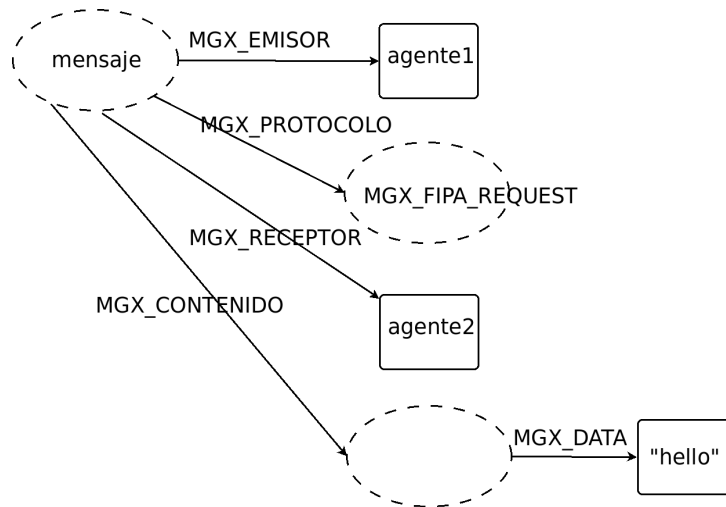 MGX_EMISOR
mensaje
agente1
MGX_PROTOCOLO
MGX_FIPA_REQUEST
MGX_RECEPTOR
MGX_CONTENIDO
agente2
MGX_DATA
"hello"